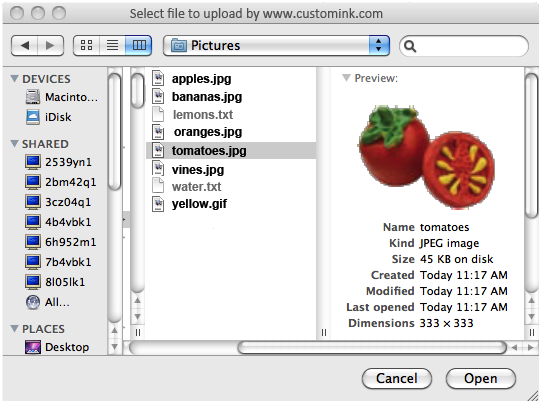 Select file to upload by www.customink.com
Pictures
DEVICES
Macinto...
iDisk
SHARED
2539yn1
2bm42q1
3cz04q1
4b4vbk1
6h952m1
7b4vbk1
8l05lk1
All...
PLACES
Desktop
apples.jpg
bananas.jpg
lemons.txt
oranges.jpg
tomatoes.jpg
vines.jpg
water.txt
yellow.gif
Preview:
Name tomatoes
Kind JPEG image
Size 45 KB on disk
Created Today 11:17 AM
Modified Today 11:17 AM
Last opened Today 11:17 AM
Dimensions 333 × 333
Cancel
Open